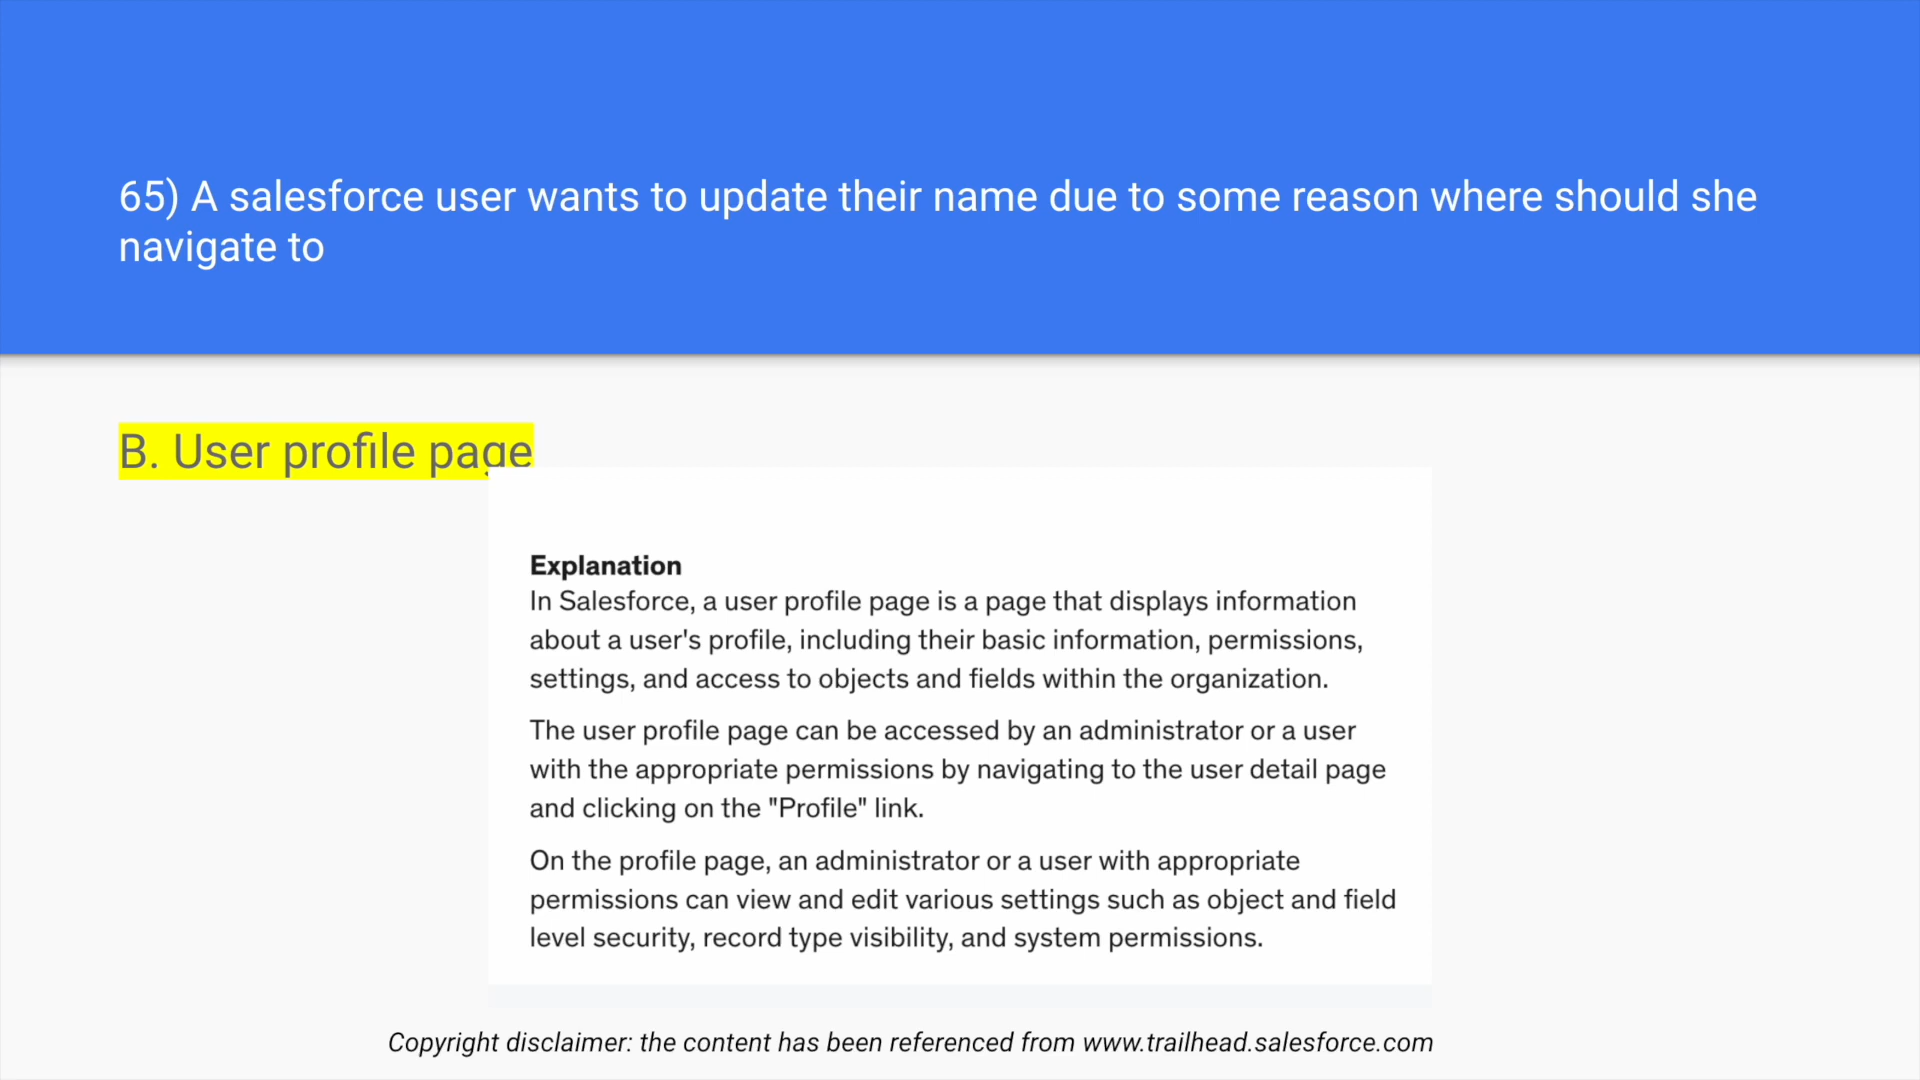 65) A salesforce user wants to update their name due to some reason where should she
navigate to
B. User profile page
Explanation
In Salesforce, a user profile page is a page that displays information
about a user's profile, including their basic information, permissions,
settings, and access to objects and fields within the organization.
The user profile page can be accessed by an administrator or a user
with the appropriate permissions by navigating to the user detail page
and clicking on the "Profile" link.
On the profile page, an administrator or a user with appropriate
permissions can view and edit various settings such as object and field
level security, record type visibility, and system permissions.
Copyright disclaimer: the content has been referenced from www.trailhead.salesforce.com